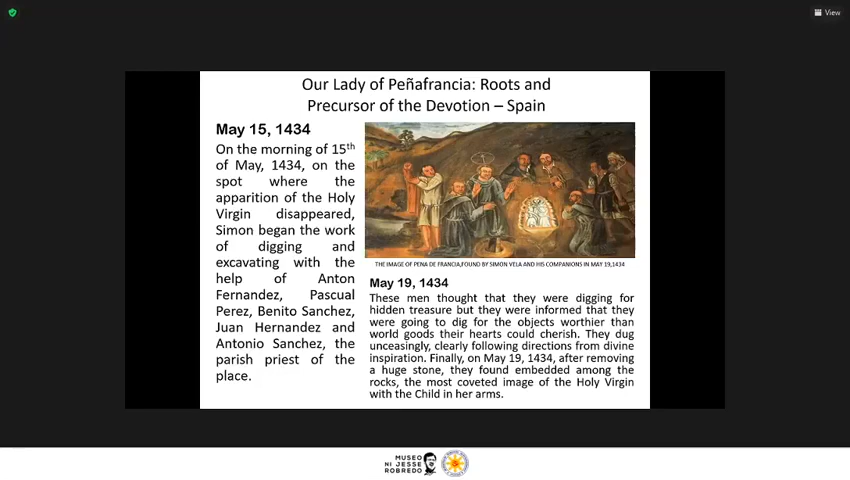 View
Our Lady of Peñafrancia: Roots and
Precursor of the Devotion – Spain
May 15, 1434
On the morning of 15th
of May, 1434, on the
spot where the
apparition of the Holy
Virgin disappeared,
Simon began the work
of digging and
excavating with the
help of Anton
Fernandez, Pascual
Perez, Benito Sanchez,
Juan Hernandez and
Antonio Sanchez, the
parish priest of the
place.
THE IMAGE OF PENA DE FRANCIA,FOUND BY SIMON VELA AND HIS COMPANIONS IN MAY 19,1434
May 19, 1434
These men thought that they were digging for
hidden treasure but they were informed that they
were going to dig for the objects worthier than
world goods their hearts could cherish. They dug
unceasingly, clearly following directions from divine
inspiration. Finally, on May 19, 1434, after removing
a huge stone, they found embedded among the
rocks, the most coveted image of the Holy Virgin
with the Child in her arms.
MUSEO
NI JESSE
ROBREDO